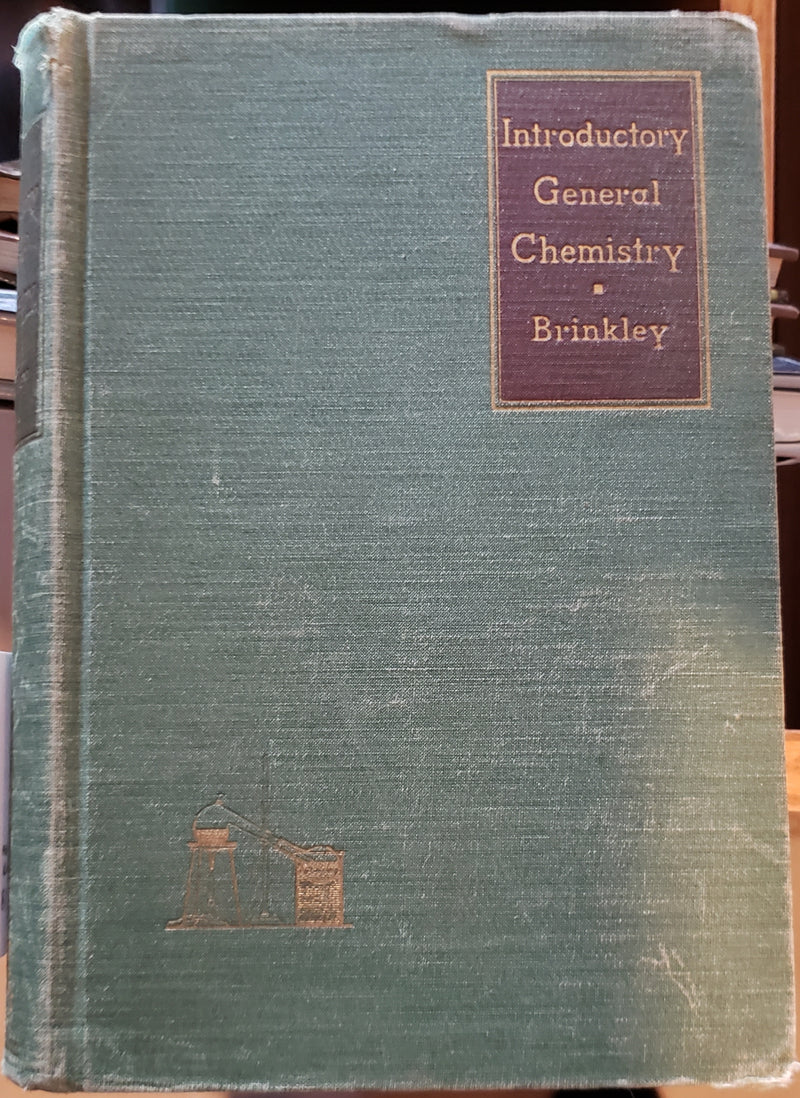 Introductory
General
Chemistry
Brinkley